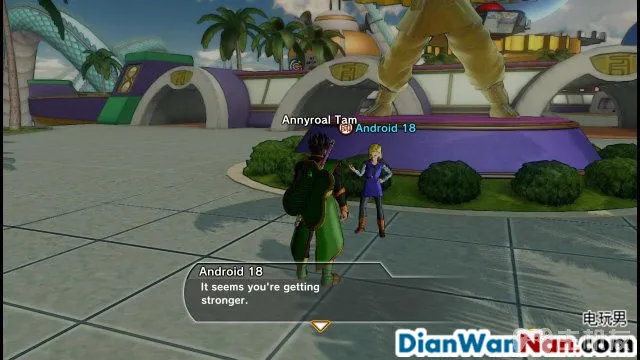 Annyroal Tam
Android 18
Android 18
It seems you're getting
stronger.
电玩男
DianWanNan.com